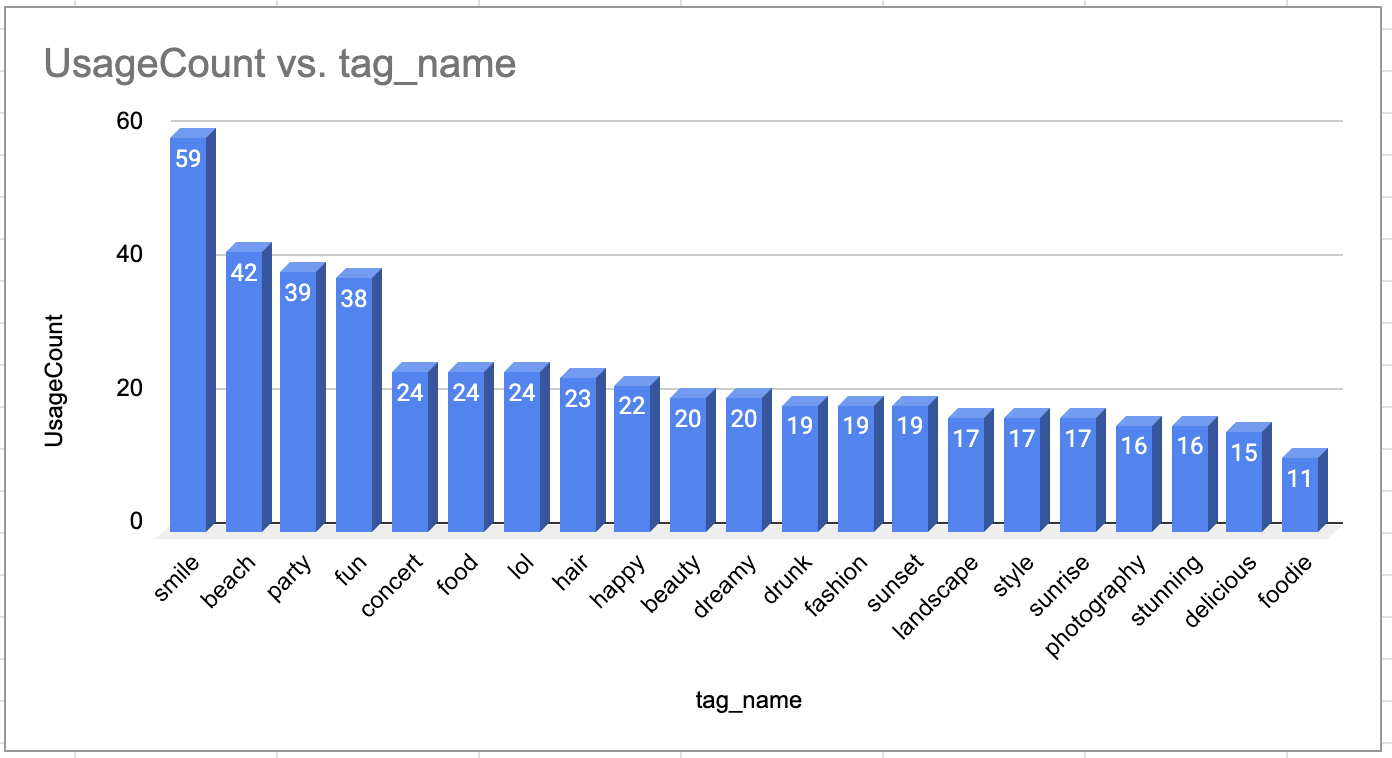 UsageCount vs. tag_name
60
40
20
0
UsageCount
59
42
39
38
24
24
24
23
22
20
20
19
19
19
17
17
17
16
16
15
11
smile
beach
party
fun
concert
food
lol
hair
happy
beauty
dreamy
drunk
fashion
sunset
landscape
style
sunrise
photography
stunning
delicious
foodie
tag_name